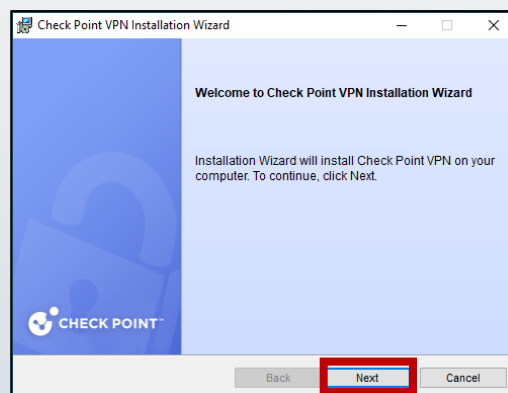 Check Point VPN Installation Wizard
Welcome to Check Point VPN Installation Wizard
Installation Wizard will install Check Point VPN on your
computer. To continue, click Next.
CHECK POINT™
Back
Next
Cancel